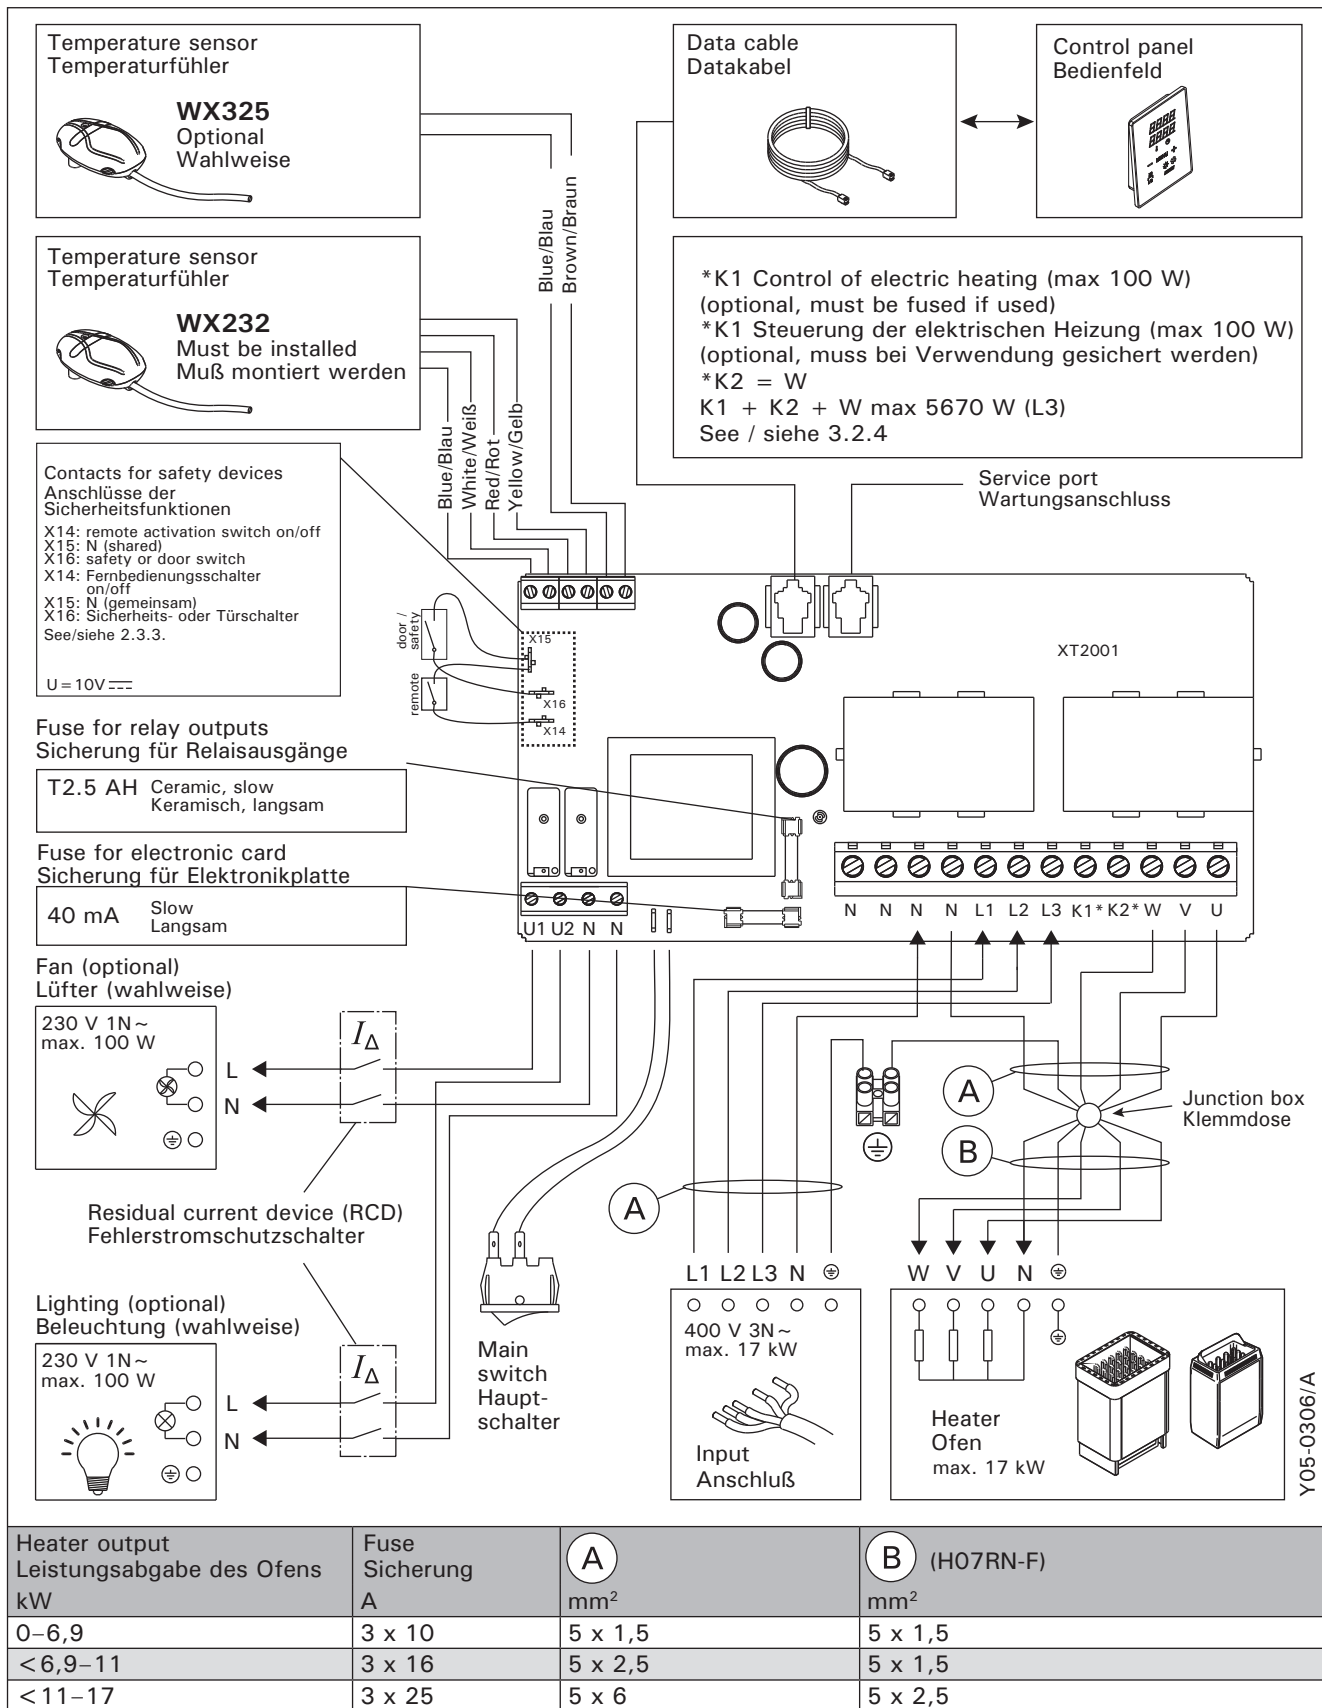 Temperature sensor
Temperaturfühler
WX325
Optional
Wahlweise
Data cable
Datakabel
Control panel
Bedienfeld
Blue/Blau
Brown/Braun
Temperature sensor
Temperaturfühler
WX232
Must be installed
Muß montiert werden
*K1 Control of electric heating (max 100 W)
(optional, must be fused if used)
*K1 Steuerung der elektrischen Heizung (max 100 W)
(optional, muss bei Verwendung gesichert werden)
*K2 = W
K1 + K2 + W max 5670 W (L3)
See / siehe 3.2.4
Blue/Blau
White/Weiß
Red/Rot
Yellow/Gelb
Contacts for safety devices
Anschlüsse der
Sicherheitsfunktionen
X14: remote activation switch on/off
X15: N (shared)
X16: safety or door switch
X14: Fernbedienungsschalter
on/off
X15: N (gemeinsam)
X16: Sicherheits- oder Türschalter
See/siehe 2.3.3.
U=10V
Service port
Wartungsanschluss
door /
safety
remote
X15
X16
X14
XT2001
Fuse for relay outputs
Sicherung für Relaisausgänge
T2.5 AH Ceramic, slow
Keramisch, langsam
Fuse for electronic card
Sicherung für Elektronikplatte
40 mA Slow
Langsam
U1 U2 N N
N N N N L1 L2 L3 K1* K2* W V U
Fan (optional)
Lüfter (wahlweise)
230 V 1N~
max. 100 W
L
N
IΔ
Residual current device (RCD)
Fehlerstromschutzschalter
Lighting (optional)
Beleuchtung (wahlweise)
230 V 1N~
max. 100 W
L
N
IΔ
Main
switch
Haupt-
schalter
A
A
B
Junction box
Klemmdose
L1 L2 L3 N
400 V 3N~
max. 17 kW
Input
Anschluß
W V U N
Heater
Ofen
max. 17 kW
Y05-0306/A
Heater output Fuse A B (H07RN-F)
Leistungsabgabe des Ofens Sicherung
kW A mm² mm²
0–6,9 3 x 10 5 x 1,5 5 x 1,5
<6,9–11 3 x 16 5 x 2,5 5 x 1,5
<11–17 3 x 25 5 x 6 5 x 2,5